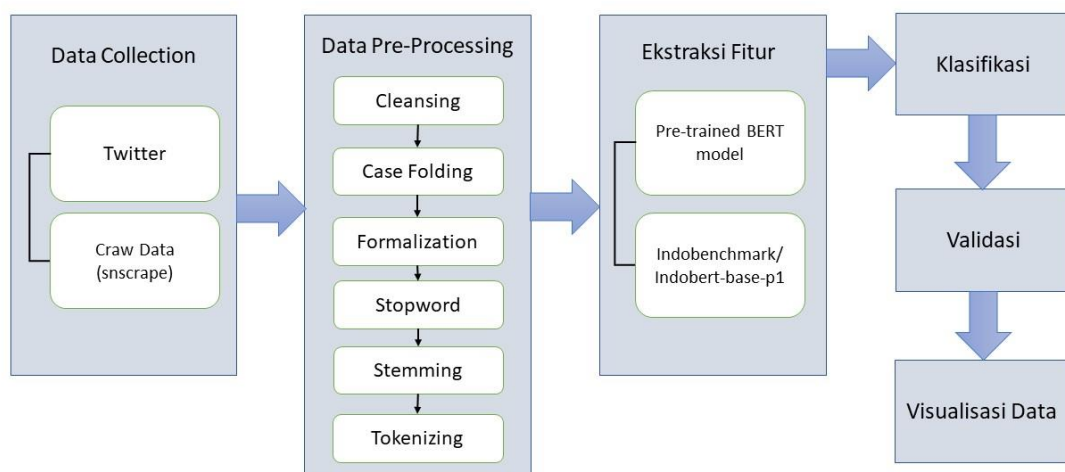 Data Collection
Twitter
Craw Data
(snscrape)
Data Pre-Processing
Cleansing
Case Folding
Formalization
Stopword
Stemming
Tokenizing
Ekstraksi Fitur
Pre-trained BERT
model
Indobenchmark/
Indobert-base-p1
Klasifikasi
Validasi
Visualisasi Data